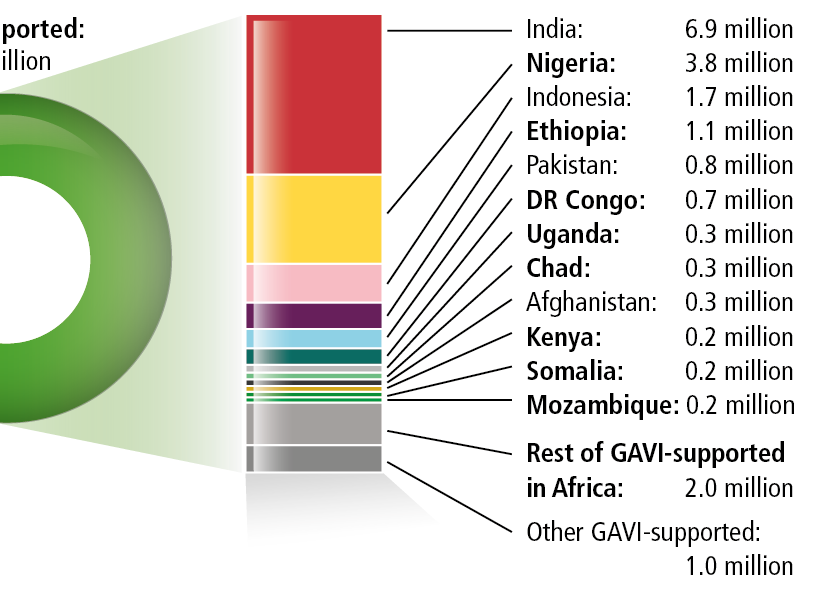 ported:
illion
India: 6.9 million
Nigeria: 3.8 million
Indonesia: 1.7 million
Ethiopia: 1.1 million
Pakistan: 0.8 million
DR Congo: 0.7 million
Uganda: 0.3 million
Chad: 0.3 million
Afghanistan: 0.3 million
Kenya: 0.2 million
Somalia: 0.2 million
Mozambique: 0.2 million
Rest of GAVI-supported
in Africa: 2.0 million
Other GAVI-supported:
1.0 million